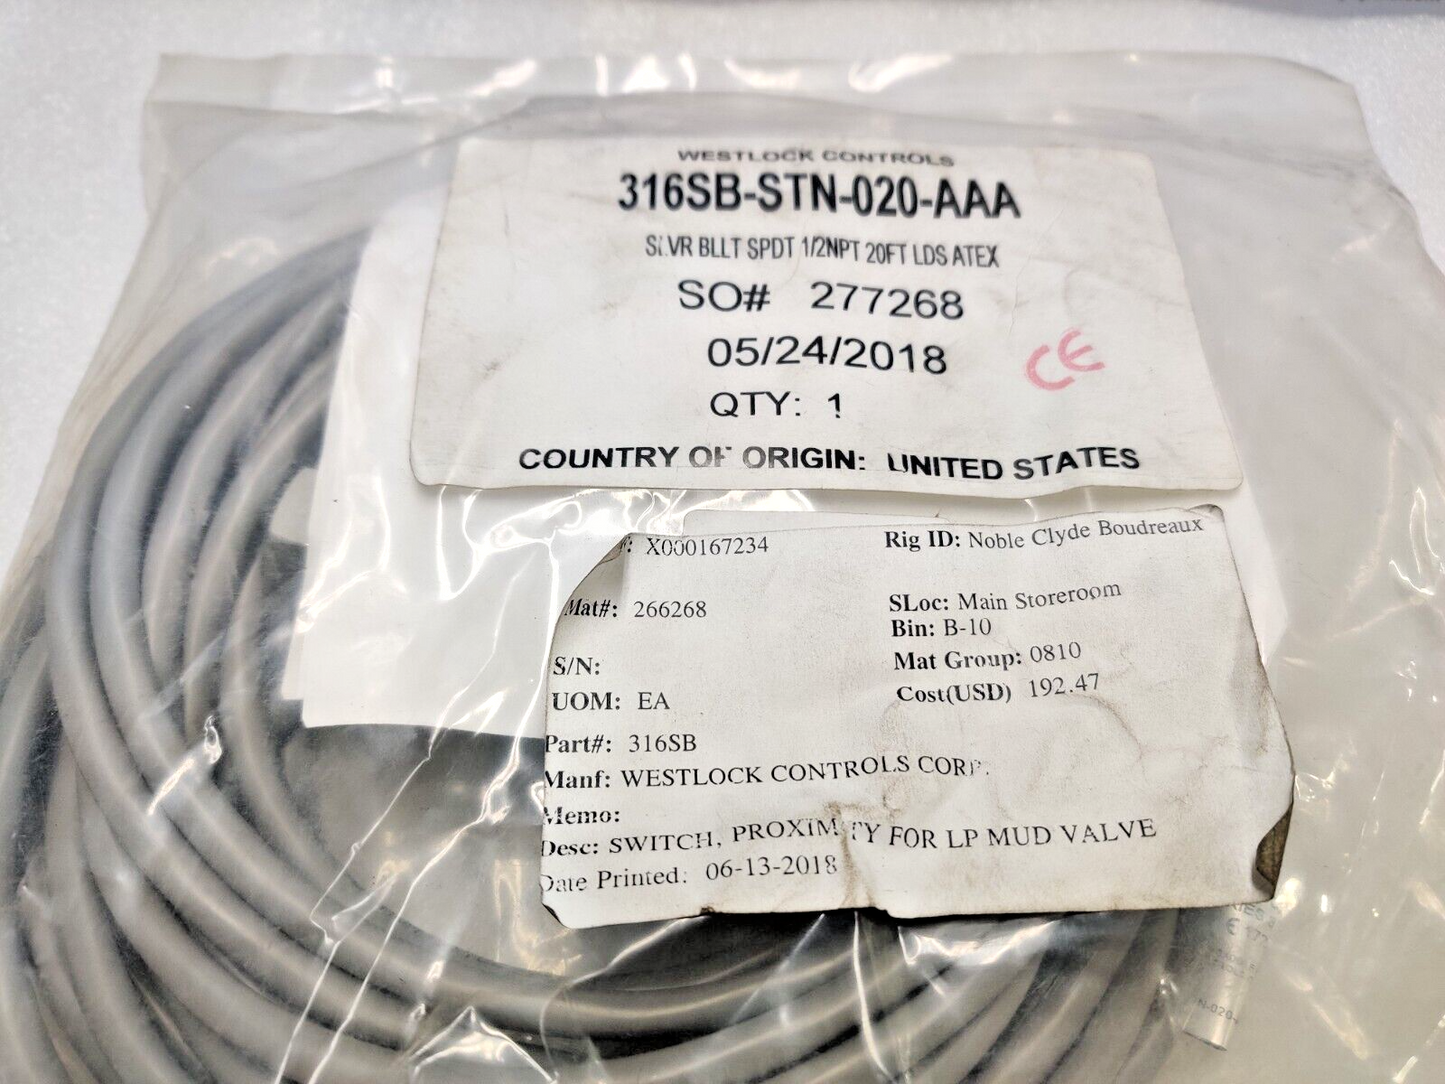 WESTLOCK CONTROLS
316SB-STN-020-AAA
SLVR BLLT SPDT 1/2NPT 20FT LDS ATEX
SO# 277268
05/24/2018
CE
QTY: 1
COUNTRY OF ORIGIN: UNITED STATES
#: X000167234
Rig ID: Noble Clyde Boudreaux
Mat#: 266268
SLoc: Main Storeroom
Bin: B-10
S/N:
Mat Group: 0810
UOM: EA
Cost(USD) 192.47
Part#: 316SB
Manf: WESTLOCK CONTROLS CORP.
Memo:
Desc: SWITCH, PROXIMITY FOR LP MUD VALVE
Date Printed: 06-13-2018
CE
N-020-